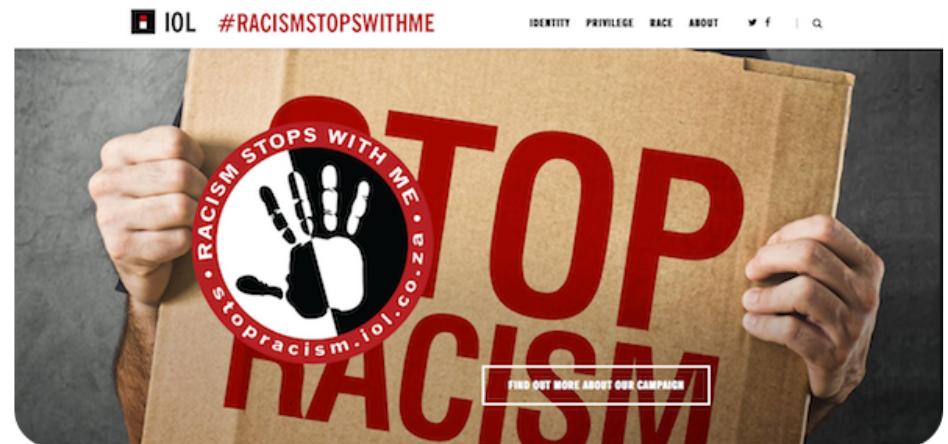 IOL #RACISMSTOPSWITHME IDENTITY PRIVILEGE RACE ABOUT
STOP
RACISM
• RACISM STOPS WITH ME •
stopracism.iol.co.za
FIND OUT MORE ABOUT OUR CAMPAIGN